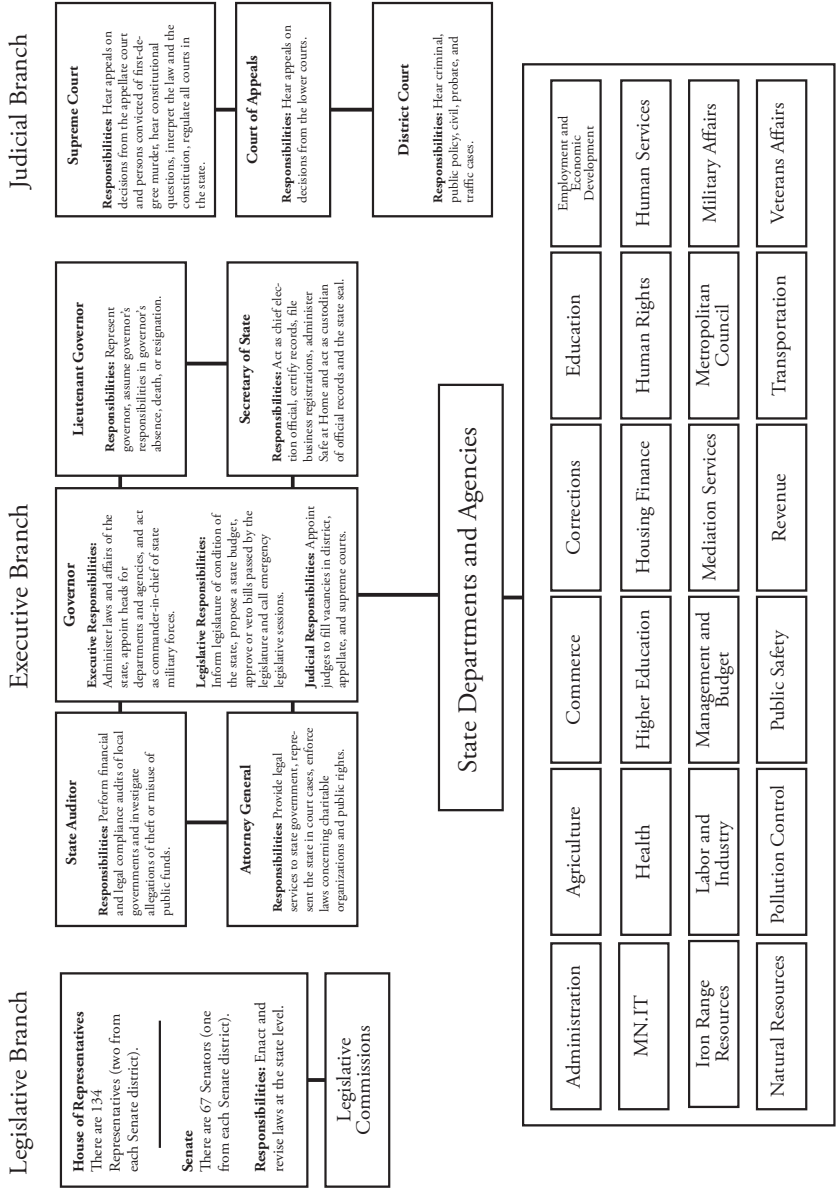 Legislative Branch
House of Representatives
There are 134
Representatives (two from
each Senate district).
Senate
There are 67 Senators (one
from each Senate district).
Responsibilities: Enact and
revise laws at the state level.
Legislative
Commissions
Executive Branch
State Auditor
Responsibilities: Perform financial
and legal compliance audits of local
governments and investigate
allegations of theft or misuse of
public funds.
Attorney General
Responsibilities: Provide legal
services to state government, repre-
sent the state in court cases, enforce
laws concerning charitable
organizations and public rights.
Governor
Executive Responsibilities:
Administer laws and affairs of the
state, appoint heads for
departments and agencies, and act
as commander-in-chief of state
military forces.
Legislative Responsibilities:
Inform legislature of condition of
the state, propose a state budget,
approve or veto bills passed by the
legislature and call emergency
legislative sessions.
Judicial Responsibilities: Appoint
judges to fill vacancies in district,
appellate, and supreme courts.
Lieutenant Governor
Responsibilities: Represent
governor, assume governor's
responsibilities in governor's
absence, death, or resignation.
Secretary of State
Responsibilities: Act as chief elec-
tion official, certify records, file
business registrations, administer
Safe at Home and act as custodian
of official records and the state seal.
Judicial Branch
Supreme Court
Responsibilities: Hear appeals on
decisions from the appellate court
and persons convicted of first-de-
gree murder, hear constitutional
questions, interpret the law and the
constituion, regulate all courts in
the state.
Court of Appeals
Responsibilities: Hear appeals on
decisions from the lower courts.
District Court
Responsibilities: Hear criminal,
public policy, civil, probate, and
traffic cases.
State Departments and Agencies
Administration
Agriculture
Commerce
Corrections
Education
Employment and
Economic
Development
MN.IT
Health
Higher Education
Housing Finance
Human Rights
Human Services
Iron Range
Resources
Labor and
Industry
Management and
Budget
Mediation Services
Metropolitan
Council
Military Affairs
Natural Resources
Pollution Control
Public Safety
Revenue
Transportation
Veterans Affairs